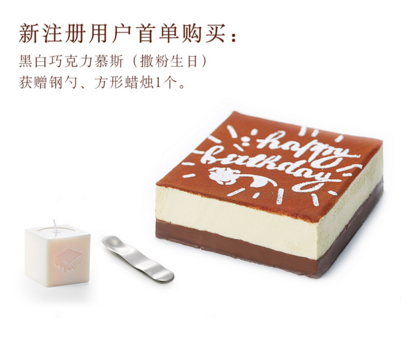 新注册用户首单购买：
黑白巧克力慕斯（撒粉生日）
获赠钢勺、方形蜡烛1个。
happy
birthday